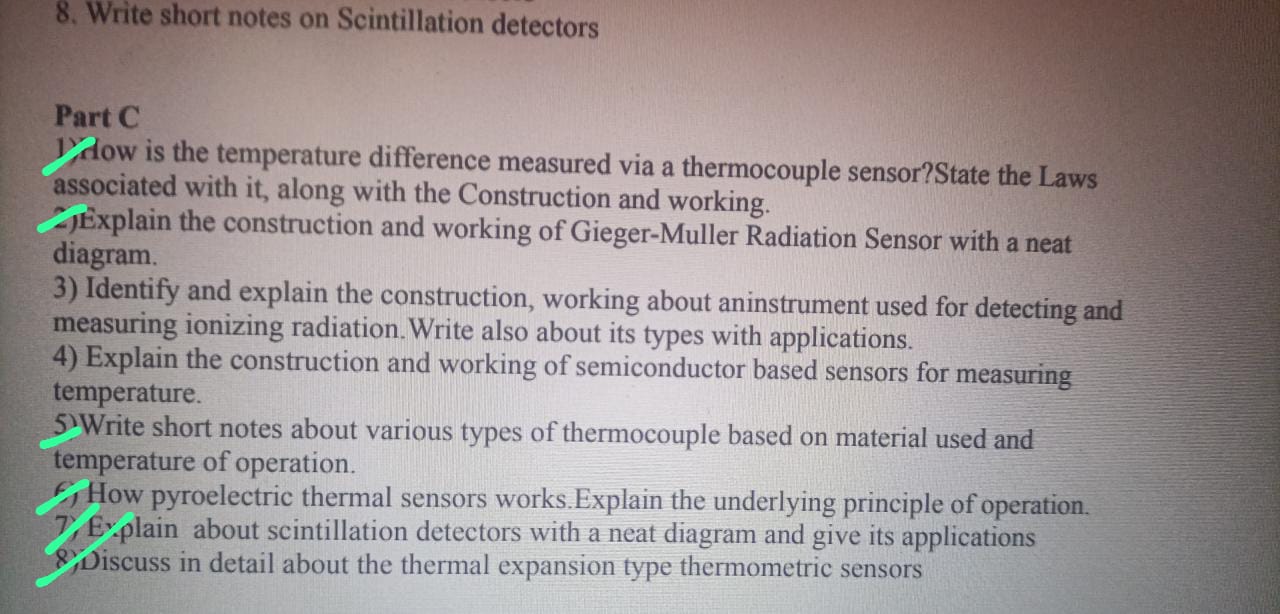 8. Write short notes on Scintillation detectors
Part C
1)How is the temperature difference measured via a thermocouple sensor?State the Laws
associated with it, along with the Construction and working.
2)Explain the construction and working of Gieger-Muller Radiation Sensor with a neat
diagram.
3) Identify and explain the construction, working about aninstrument used for detecting and
measuring ionizing radiation.Write also about its types with applications.
4) Explain the construction and working of semiconductor based sensors for measuring
temperature.
5)Write short notes about various types of thermocouple based on material used and
temperature of operation.
6) How pyroelectric thermal sensors works.Explain the underlying principle of operation.
7) Explain about scintillation detectors with a neat diagram and give its applications
8)Discuss in detail about the thermal expansion type thermometric sensors